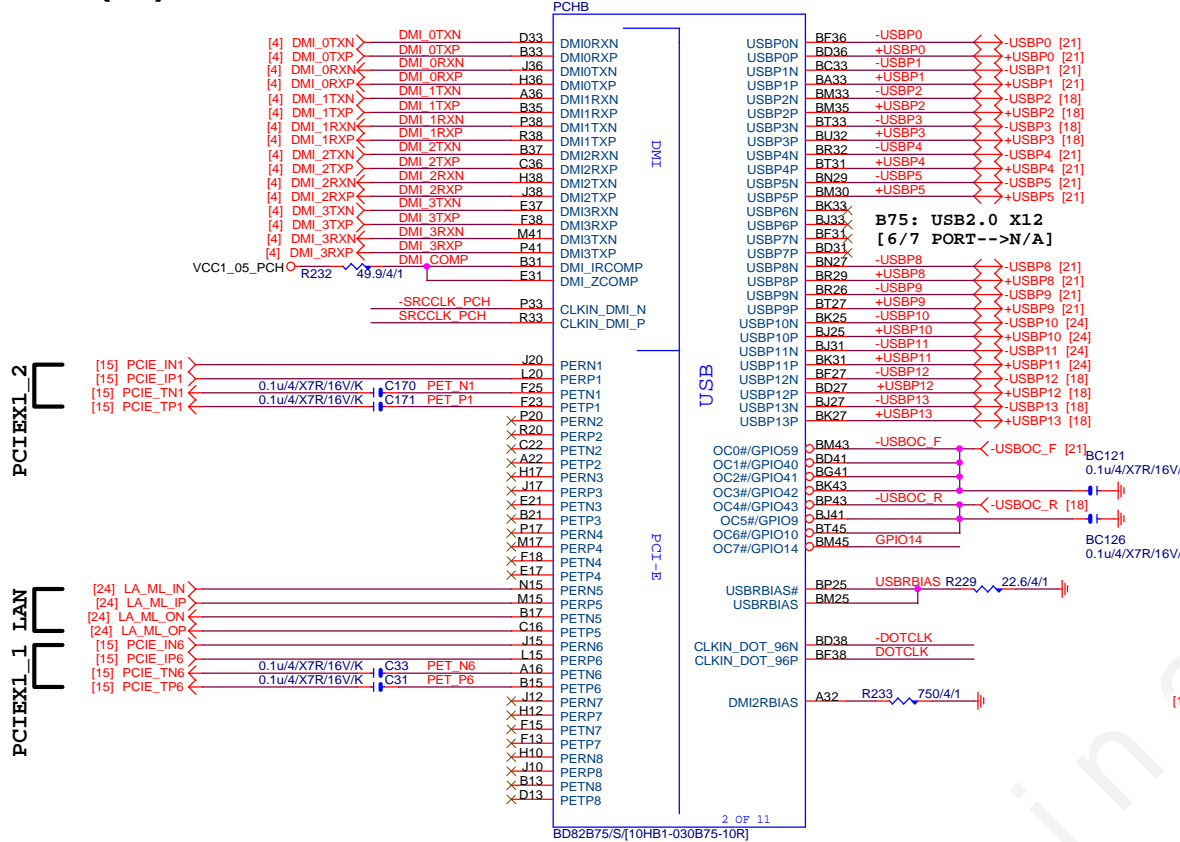 PCHB
[4] DMI_0TXN DMI_0TXN D33 DMI0RXN USBP0N BF36 -USBP0 -USBP0 [21]
[4] DMI_0TXP DMI_0TXP B33 DMI0RXP USBP0P BD36 +USBP0 +USBP0 [21]
[4] DMI_0RXN DMI_0RXN J36 DMI0TXN USBP1N BC33 -USBP1 -USBP1 [21]
[4] DMI_0RXP DMI_0RXP H36 DMI0TXP USBP1P BA33 +USBP1 +USBP1 [21]
[4] DMI_1TXN DMI_1TXN A36 DMI1RXN USBP2N BM33 -USBP2 -USBP2 [18]
[4] DMI_1TXP DMI_1TXP B35 DMI1RXP USBP2P BM35 +USBP2 +USBP2 [18]
[4] DMI_1RXN DMI_1RXN P38 DMI1TXN USBP3N BT33 -USBP3 -USBP3 [18]
[4] DMI_1RXP DMI_1RXP R38 DMI1TXP USBP3P BU32 +USBP3 +USBP3 [18]
[4] DMI_2TXN DMI_2TXN B37 DMI2RXN USBP4N BR32 -USBP4 -USBP4 [21]
[4] DMI_2TXP DMI_2TXP C36 DMI2RXP USBP4P BT31 +USBP4 +USBP4 [21]
[4] DMI_2RXN DMI_2RXN H38 DMI2TXN USBP5N BN29 -USBP5 -USBP5 [21]
[4] DMI_2RXP DMI_2RXP J38 DMI2TXP USBP5P BM30 +USBP5 +USBP5 [21]
[4] DMI_3TXN DMI_3TXN E37 DMI3RXN USBP6N BK33
[4] DMI_3TXP DMI_3TXP F38 DMI3RXP USBP6P BJ33 B75: USB2.0 X12
[4] DMI_3RXN DMI_3RXN M41 DMI3TXN USBP7N BF31 [6/7 PORT-->N/A]
[4] DMI_3RXP DMI_3RXP P41 DMI3TXP USBP7P BD31
VCC1_05_PCH R232 49.9/4/1 DMI_COMP B31 DMI_IRCOMP USBP8N BN27 -USBP8 -USBP8 [21]
E31 DMI_ZCOMP USBP8P BR29 +USBP8 +USBP8 [21]
USBP9N BR26 -USBP9 -USBP9 [21]
-SRCCLK_PCH P33 CLKIN_DMI_N USBP9P BT27 +USBP9 +USBP9 [21]
SRCCLK_PCH R33 CLKIN_DMI_P USBP10N BK25 -USBP10 -USBP10 [24]
USBP10P BJ25 +USBP10 +USBP10 [24]
USBP11N BJ31 -USBP11 -USBP11 [24]
[15] PCIE_IN1 J20 PERN1 USBP11P BK31 +USBP11 +USBP11 [24]
[15] PCIE_IP1 L20 PERP1 USBP12N BF27 -USBP12 -USBP12 [18]
[15] PCIE_TN1 0.1u/4/X7R/16V/K C170 PET_N1 F25 PETN1 USBP12P BD27 +USBP12 +USBP12 [18]
[15] PCIE_TP1 0.1u/4/X7R/16V/K C171 PET_P1 F23 PETP1 USBP13N BJ27 -USBP13 -USBP13 [18]
P20 PERN2 USBP13P BK27 +USBP13 +USBP13 [18]
R20 PERP2
C22 PETN2 OC0#/GPIO59 BM43 -USBOC_F -USBOC_F [21]
A22 PETP2 OC1#/GPIO40 BD41
H17 PERN3 OC2#/GPIO41 BG41
J17 PERP3 OC3#/GPIO42 BK43
E21 PETN3 OC4#/GPIO43 BP43 -USBOC_R -USBOC_R [18]
B21 PETP3 OC5#/GPIO9 BJ41
P17 PERN4 OC6#/GPIO10 BT45
M17 PERP4 OC7#/GPIO14 BM45 GPIO14
F18 PETN4
E17 PETP4
BC121
0.1u/4/X7R/16V/
BC126
0.1u/4/X7R/16V/
[24] LA_ML_IN N15 PERN5 USBRBIAS# BP25 USBRBIAS R229 22.6/4/1
[24] LA_ML_IP M15 PERP5 USBRBIAS BM25
[24] LA_ML_ON B17 PETN5
[24] LA_ML_OP C16 PETP5
[15] PCIE_IN6 J15 PERN6 CLKIN_DOT_96N BD38 -DOTCLK
[15] PCIE_IP6 L15 PERP6 CLKIN_DOT_96P BF38 DOTCLK
[15] PCIE_TN6 0.1u/4/X7R/16V/K C33 PET_N6 A16 PETN6
[15] PCIE_TP6 0.1u/4/X7R/16V/K C31 PET_P6 B15 PETP6
J12 PERN7 DMI2RBIAS A32 R233 750/4/1
H12 PERP7
F15 PETN7
F13 PETP7
H10 PERN8
J10 PERP8
B13 PETN8
D13 PETP8
DMI
PCI-E
USB
PCIEX1_2
LAN
PCIEX1_1
2 OF 11
BD82B75/S/[10HB1-030B75-10R]